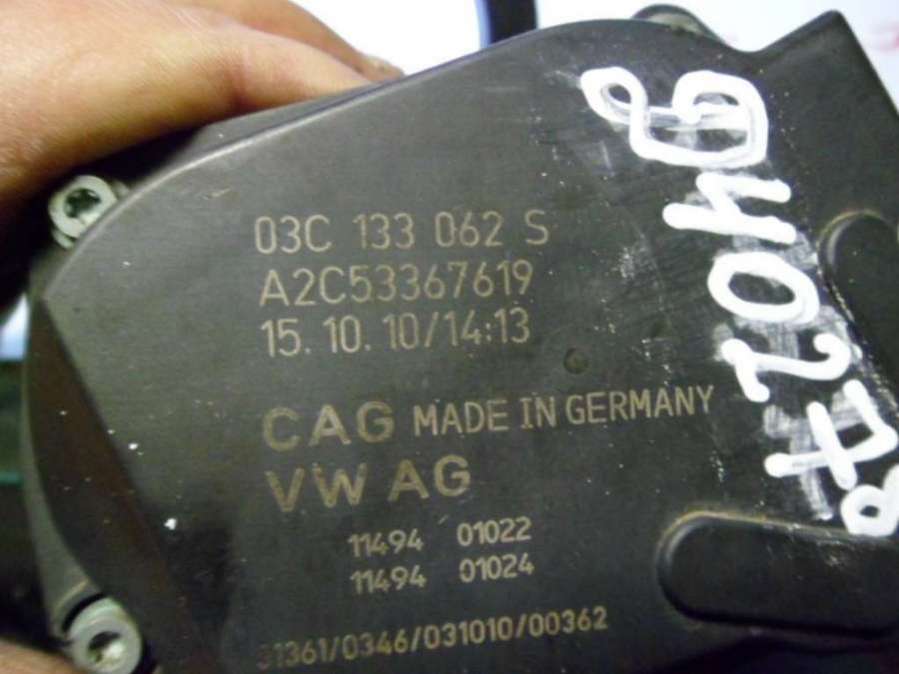 03C 133 062 S
A2C53367619
15.10.10/14:13
CAG MADE IN GERMANY
VW AG
11494 01022
11494 01024
31361/0346/031010/00362